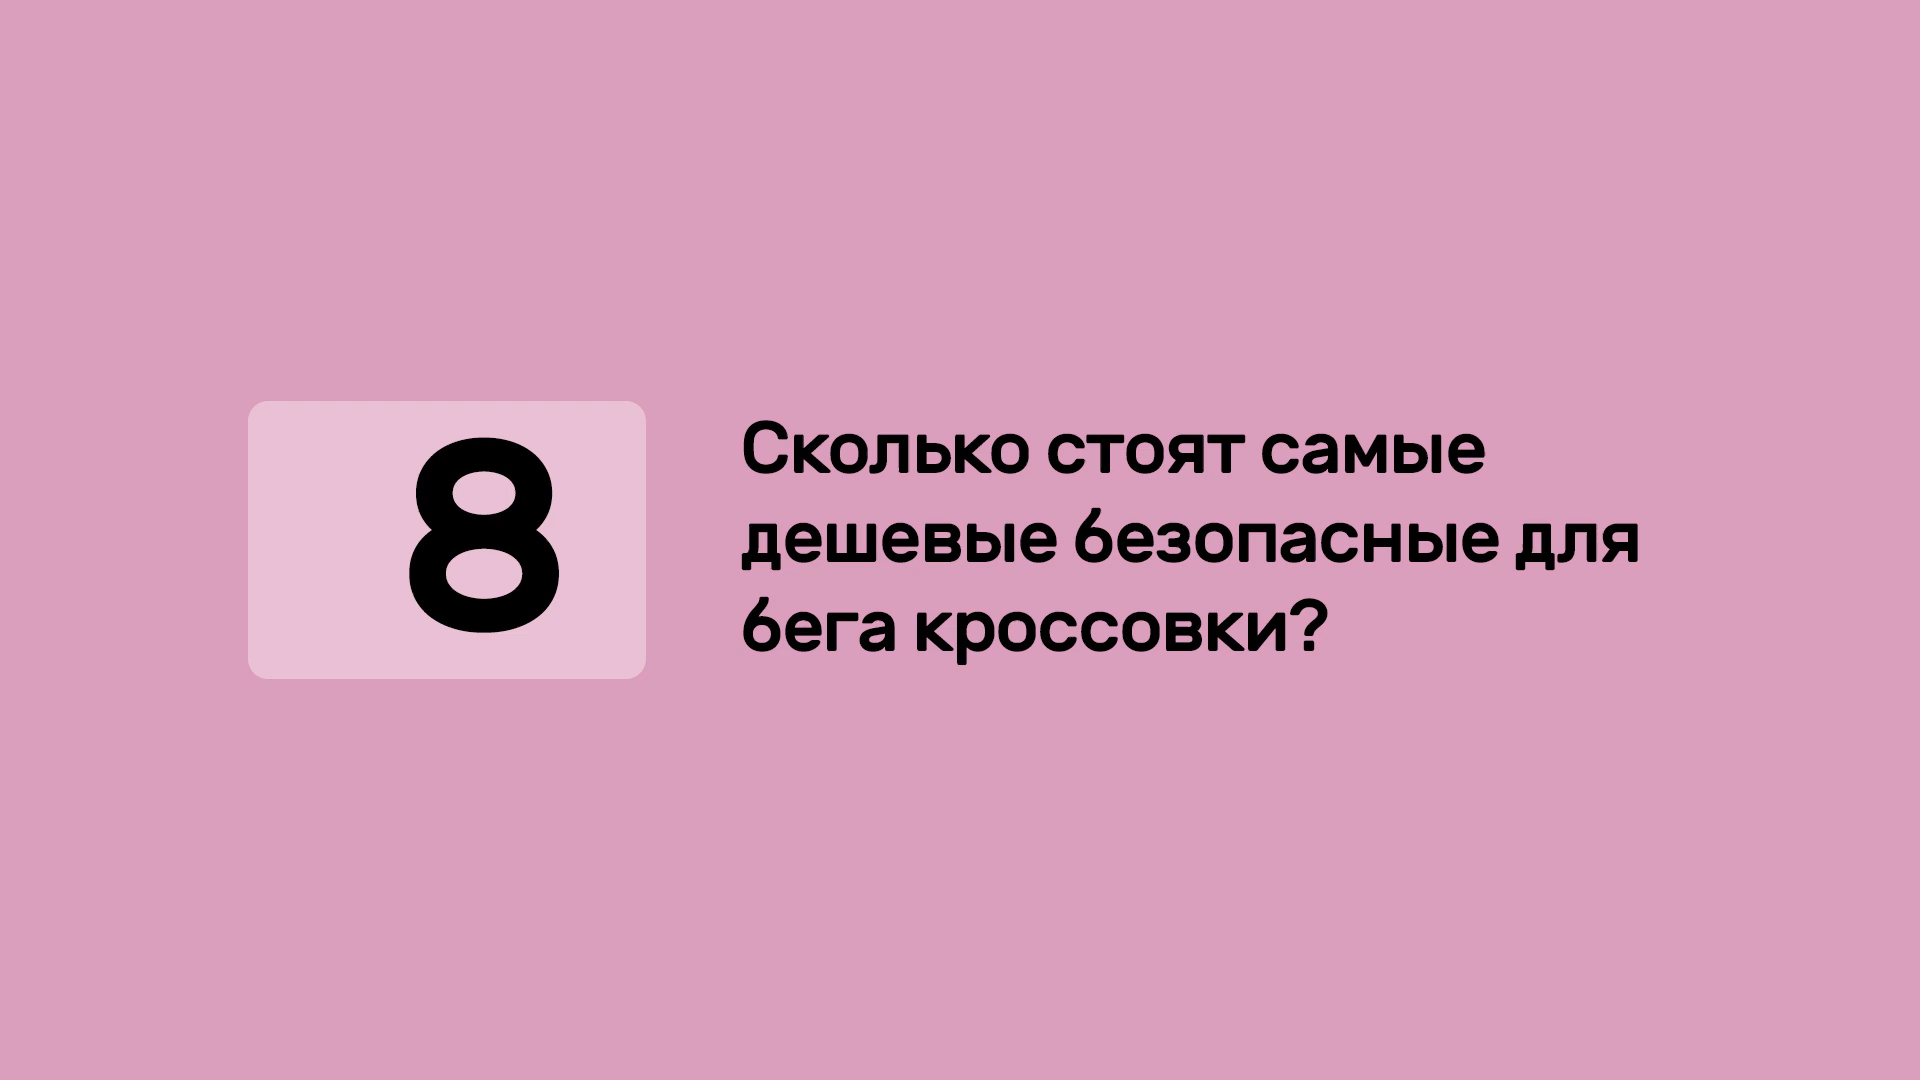 8
Сколько стоят самые
дешевые безопасные для
бега кроссовки?